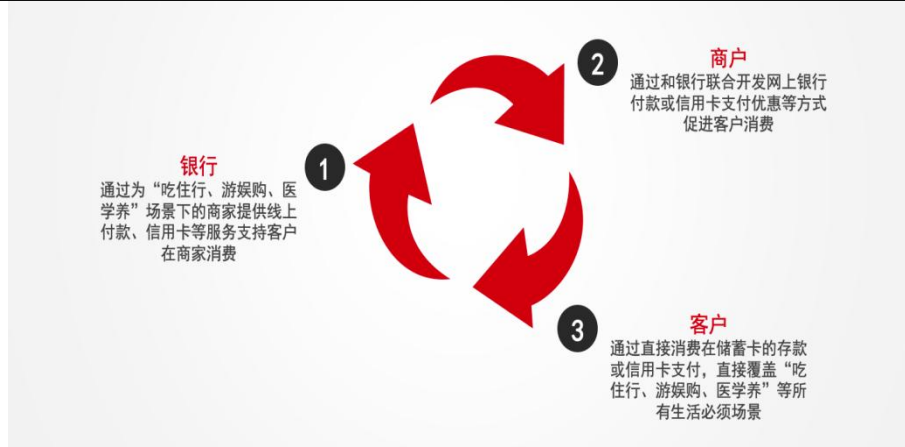 1
银行
通过为“吃住行、游娱购、医
学养”场景下的商家提供线上
付款、信用卡等服务支持客户
在商家消费
2
商户
通过和银行联合开发网上银行
付款或信用卡支付优惠等方式
促进客户消费
3
客户
通过直接消费在储蓄卡的存款
或信用卡支付，直接覆盖“吃
住行、游娱购、医学养”等所
有生活必须场景